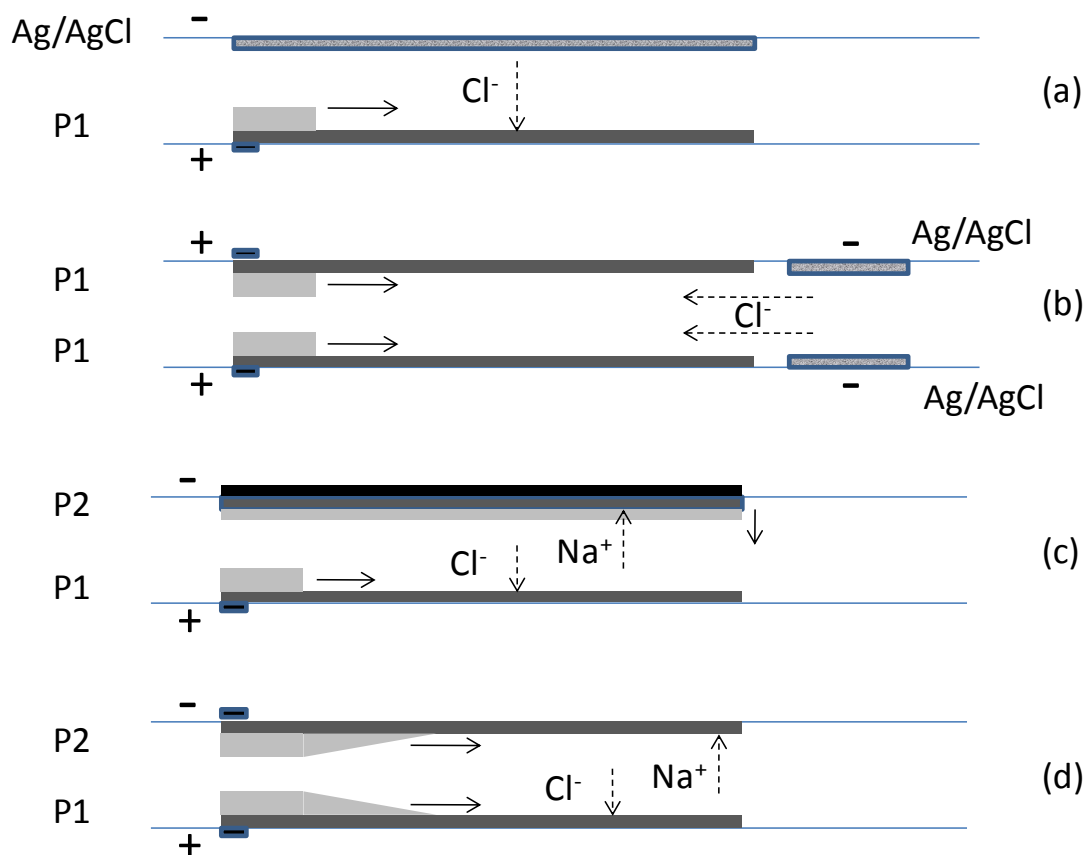 -
Ag/AgCl
Cl⁻
(a)
P1
+
+
-
Ag/AgCl
P1
(b)
Cl⁻
P1
+
-
Ag/AgCl
-
P2
(c)
Na⁺
Cl⁻
P1
+
-
P2
Na⁺
(d)
Cl⁻
P1
+